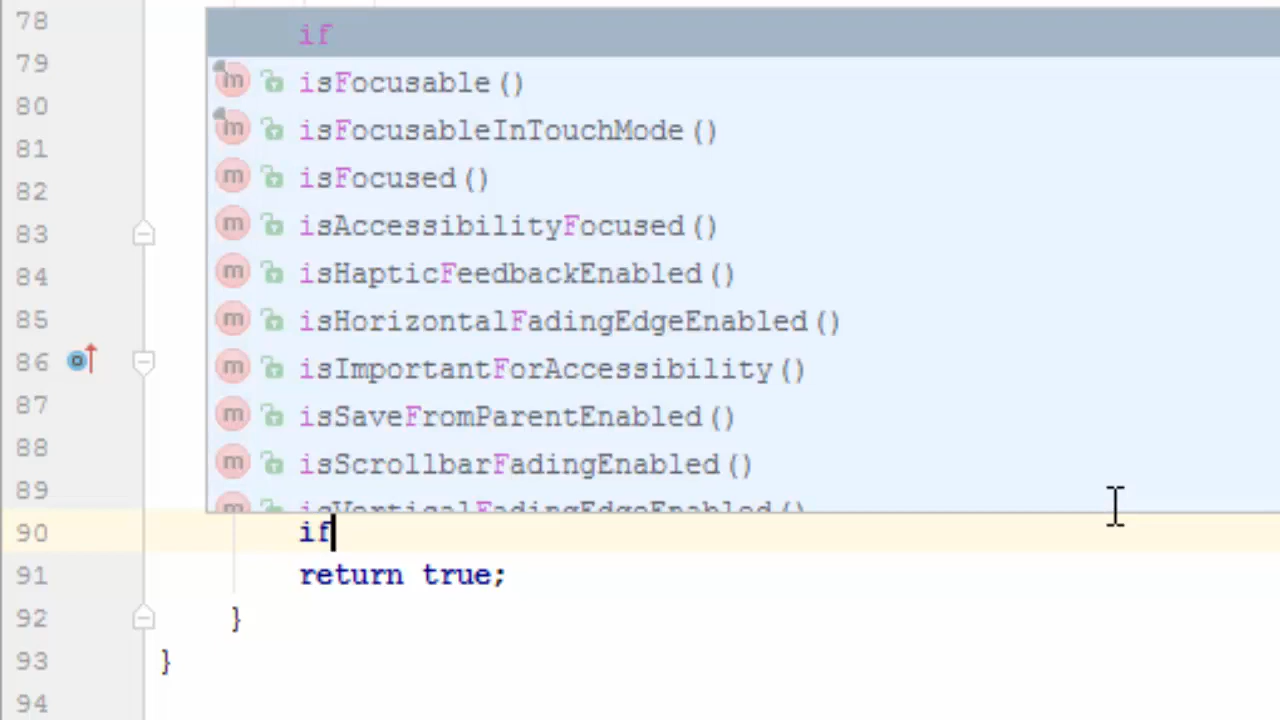 78
if
79
m isFocusable()
80
m isFocusableInTouchMode()
81
m isFocused()
82
m isAccessibilityFocused()
83
m isHapticFeedbackEnabled()
84
m isHorizontalFadingEdgeEnabled()
85
m isImportantForAccessibility()
86
m isSaveFromParentEnabled()
87
m isScrollbarFadingEnabled()
88
m isVerticalFadingEdgeEnabled()
89
90 if
91 return true;
92 }
93 }
94